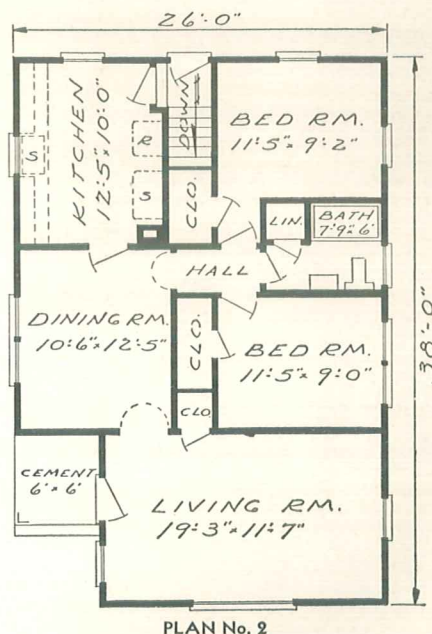 26'-0"
KITCHEN
12'-5" x 10'-0"
S
R
S
DOWN
BED RM.
11'-5" x 9'-2"
CLO.
LIN.
BATH
7'-9" x 6'
HALL
DINING RM.
10'-6" x 12'-5"
CLO.
BED RM.
11'-5" x 9'-0"
38'-0"
CLO
CEMENT
6' x 6'
LIVING RM.
19'-3" x 11'-7"
PLAN No. 2